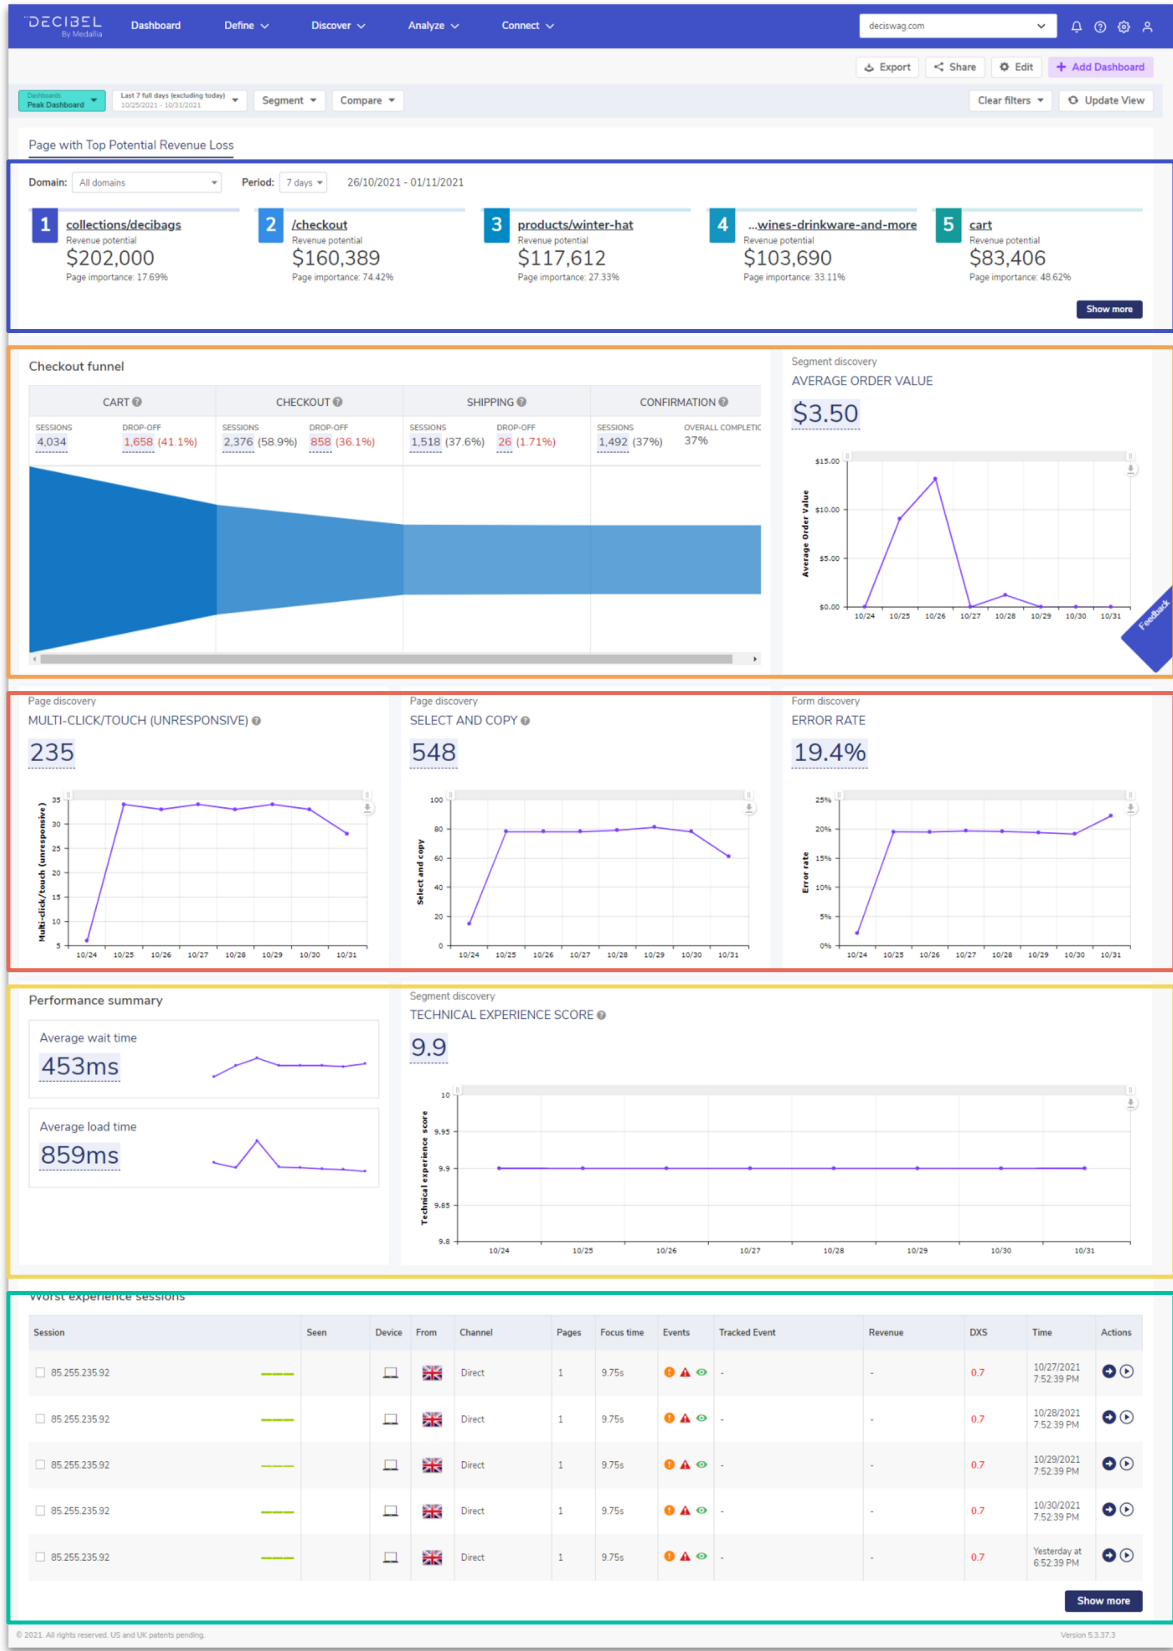 DECIBEL
By Medallia
Dashboard Define Discover Analyze Connect deciswag.com
Export Share Edit + Add Dashboard
Dashboards
Peak Dashboard
Last 7 full days (excluding today)
10/25/2021 - 10/31/2021
Segment Compare Clear filters Update View
Page with Top Potential Revenue Loss
Domain: All domains Period: 7 days 26/10/2021 - 01/11/2021
1 collections/decibags
Revenue potential
$202,000
Page importance: 17.69%
2 /checkout
Revenue potential
$160,389
Page importance: 74.42%
3 products/winter-hat
Revenue potential
$117,612
Page importance: 27.33%
4 ...wines-drinkware-and-more
Revenue potential
$103,690
Page importance: 33.11%
5 cart
Revenue potential
$83,406
Page importance: 48.62%
Show more
Checkout funnel
CART CHECKOUT SHIPPING CONFIRMATION
SESSIONS DROP-OFF SESSIONS DROP-OFF SESSIONS DROP-OFF SESSIONS OVERALL COMPLETIC
4,034 1,658 (41.1%) 2,376 (58.9%) 858 (36.1%) 1,518 (37.6%) 26 (1.71%) 1,492 (37%) 37%
Segment discovery
AVERAGE ORDER VALUE
$3.50
Average Order Value
$15.00
$10.00
$5.00
$0.00
10/24 10/25 10/26 10/27 10/28 10/29 10/30 10/31
Feedback
Page discovery
MULTI-CLICK/TOUCH (UNRESPONSIVE)
235
Multi-click/touch (unresponsive)
35
30
25
20
15
10
5
10/24 10/25 10/26 10/27 10/28 10/29 10/30 10/31
Page discovery
SELECT AND COPY
548
Select and copy
100
80
60
40
20
0
10/24 10/25 10/26 10/27 10/28 10/29 10/30 10/31
Form discovery
ERROR RATE
19.4%
Error rate
25%
20%
15%
10%
5%
0%
10/24 10/25 10/26 10/27 10/28 10/29 10/30 10/31
Performance summary
Average wait time
453ms
Average load time
859ms
Segment discovery
TECHNICAL EXPERIENCE SCORE
9.9
Technical experience score
10
9.95
9.9
9.85
9.8
10/24 10/25 10/26 10/27 10/28 10/29 10/30 10/31
Worst experience sessions
Session Seen Device From Channel Pages Focus time Events Tracked Event Revenue DXS Time Actions
85.255.235.92 Direct 1 9.75s - - 0.7 10/27/2021
7:52:39 PM
85.255.235.92 Direct 1 9.75s - - 0.7 10/28/2021
7:52:39 PM
85.255.235.92 Direct 1 9.75s - - 0.7 10/29/2021
7:52:39 PM
85.255.235.92 Direct 1 9.75s - - 0.7 10/30/2021
7:52:39 PM
85.255.235.92 Direct 1 9.75s - - 0.7 Yesterday at
6:52:39 PM
Show more
© 2021. All rights reserved. US and UK patents pending. Version 5.3.37.3